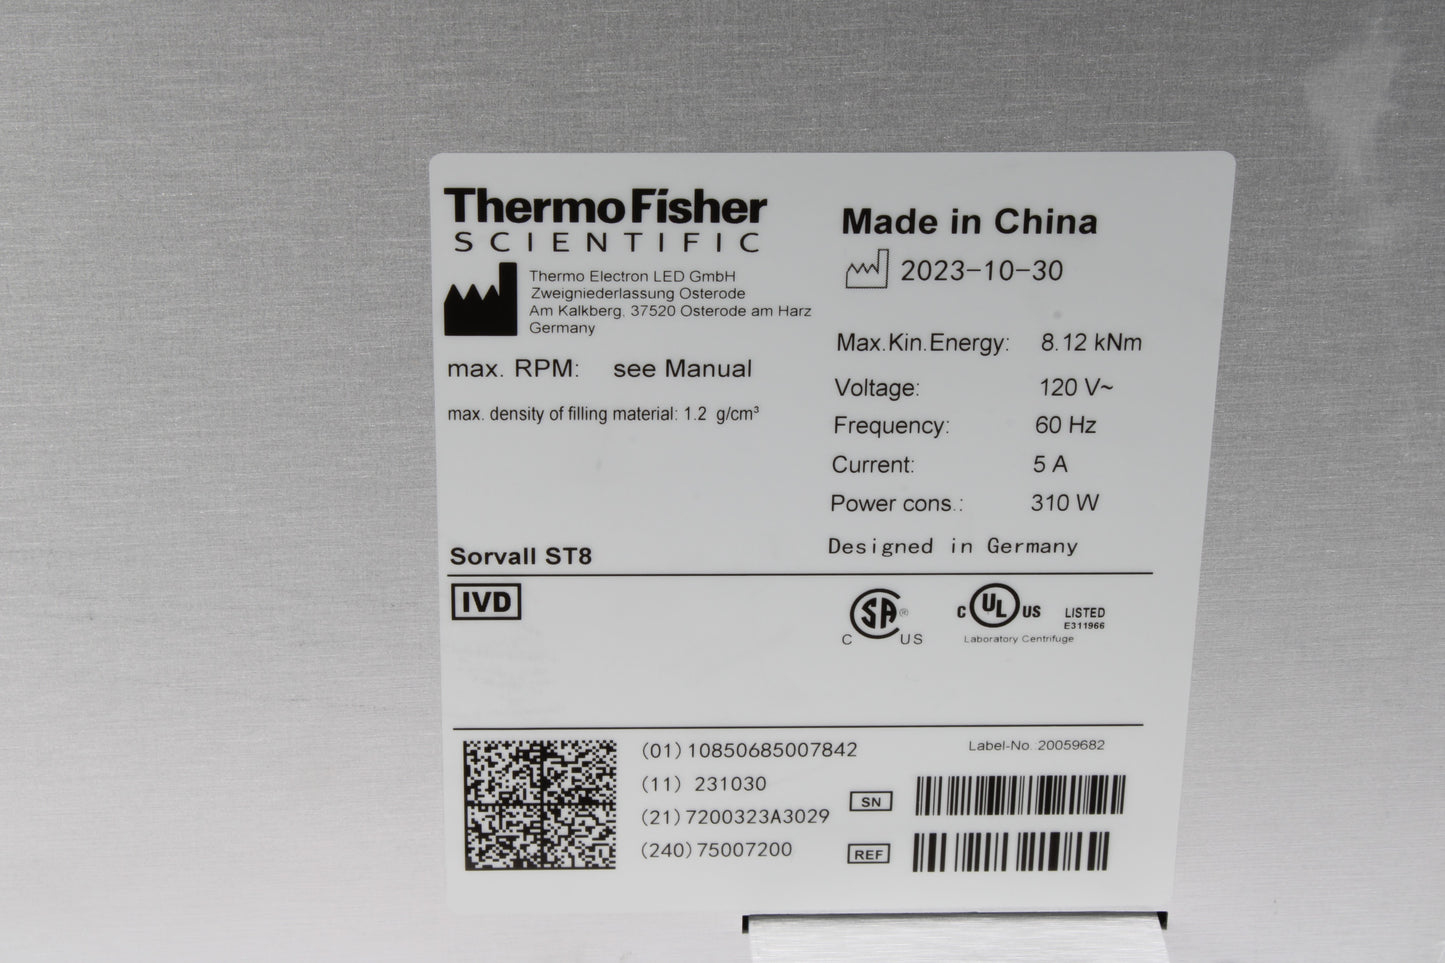 Thermo Fisher
SCIENTIFIC
Thermo Electron LED GmbH
Zweigniederlassung Osterode
Am Kalkberg, 37520 Osterode am Harz
Germany
max. RPM: see Manual
max. density of filling material: 1.2 g/cm³
Made in China
2023-10-30
Max.Kin.Energy: 8.12 kNm
Voltage: 120 V~
Frequency: 60 Hz
Current: 5 A
Power cons.: 310 W
Designed in Germany
Sorvall ST8
IVD
SA ®
C US
C UL US LISTED
E311966
Laboratory Centrifuge
(01)10850685007842
(11) 231030
(21)7200323A3029
(240)75007200
Label-No. 20059682
SN
REF